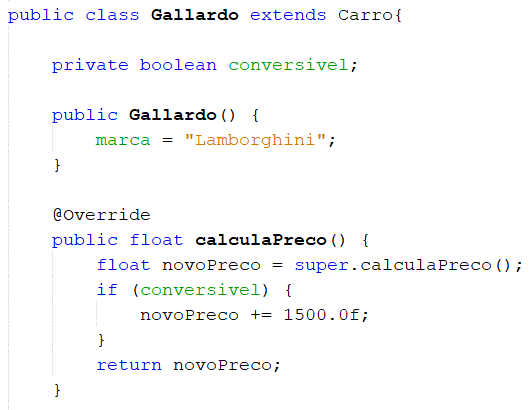 public class Gallardo extends Carro{
private boolean conversivel;
public Gallardo() {
marca = "Lamborghini";
}
@Override
public float calculaPreco() {
float novoPreco = super.calculaPreco();
if (conversivel) {
novoPreco += 1500.0f;
}
return novoPreco;
}